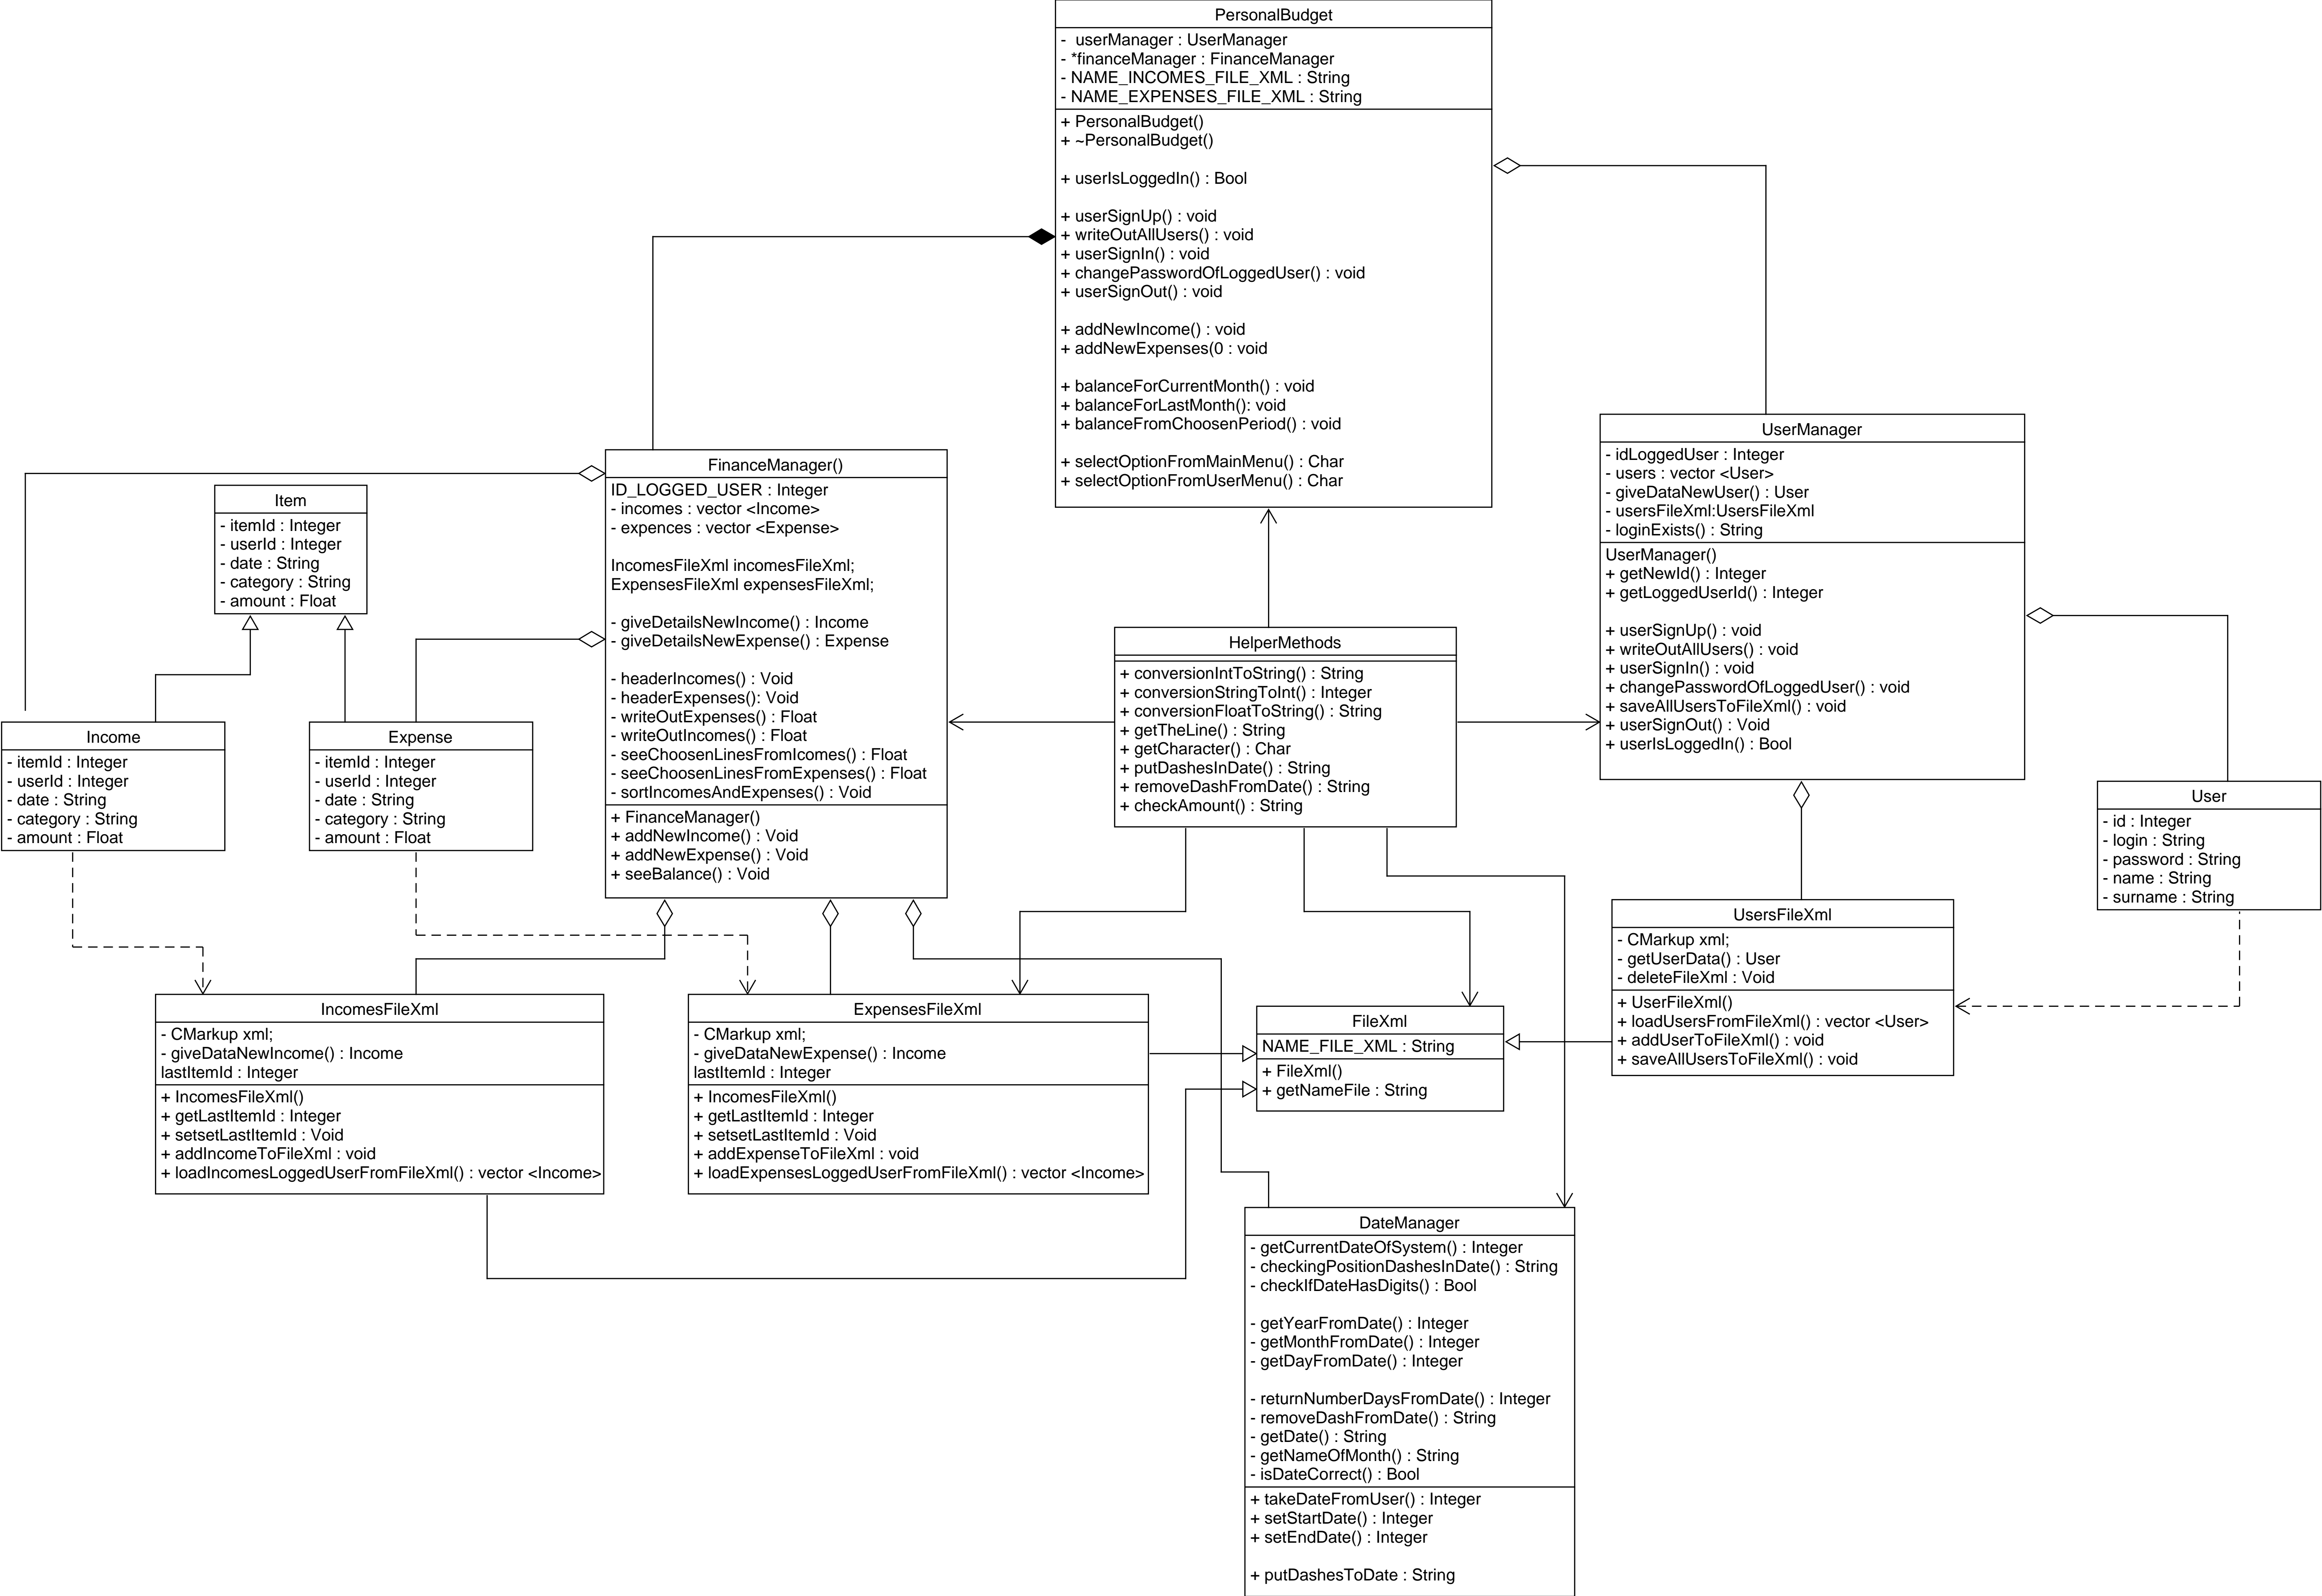 PersonalBudget
-  userManager : UserManager
- *financeManager : FinanceManager
- NAME_INCOMES_FILE_XML : String
- NAME_EXPENSES_FILE_XML : String
+ PersonalBudget()
+ ~PersonalBudget()
+ userIsLoggedIn() : Bool
+ userSignUp() : void
+ writeOutAllUsers() : void
+ userSignIn() : void
+ changePasswordOfLoggedUser() : void
+ userSignOut() : void
+ addNewIncome() : void
+ addNewExpenses(0 : void
+ balanceForCurrentMonth() : void
+ balanceForLastMonth(): void
+ balanceFromChoosenPeriod() : void
+ selectOptionFromMainMenu() : Char
+ selectOptionFromUserMenu() : Char
UserManager
- idLoggedUser : Integer
- users : vector <User>
- giveDataNewUser() : User
- usersFileXml:UsersFileXml
- loginExists() : String
UserManager()
+ getNewId() : Integer
+ getLoggedUserId() : Integer
+ userSignUp() : void
+ writeOutAllUsers() : void
+ userSignIn() : void
+ changePasswordOfLoggedUser() : void
+ saveAllUsersToFileXml() : void
+ userSignOut() : Void
+ userIsLoggedIn() : Bool
FinanceManager()
ID_LOGGED_USER : Integer
- incomes : vector <Income>
- expences : vector <Expense>
IncomesFileXml incomesFileXml;
ExpensesFileXml expensesFileXml;
- giveDetailsNewIncome() : Income
- giveDetailsNewExpense() : Expense
- headerIncomes() : Void
- headerExpenses(): Void
- writeOutExpenses() : Float
- writeOutIncomes() : Float
- seeChoosenLinesFromIcomes() : Float
- seeChoosenLinesFromExpenses() : Float
- sortIncomesAndExpenses() : Void
+ FinanceManager()
+ addNewIncome() : Void
+ addNewExpense() : Void
+ seeBalance() : Void
Item
- itemId : Integer
- userId : Integer
- date : String
- category : String
- amount : Float
HelperMethods
+ conversionIntToString() : String
+ conversionStringToInt() : Integer
+ conversionFloatToString() : String
+ getTheLine() : String
+ getCharacter() : Char
+ putDashesInDate() : String
+ removeDashFromDate() : String
+ checkAmount() : String
Income
- itemId : Integer
- userId : Integer
- date : String
- category : String
- amount : Float
Expense
- itemId : Integer
- userId : Integer
- date : String
- category : String
- amount : Float
User
- id : Integer
- login : String
- password : String
- name : String
- surname : String
UsersFileXml
- CMarkup xml;
- getUserData() : User
- deleteFileXml : Void
+ UserFileXml()
+ loadUsersFromFileXml() : vector <User>
+ addUserToFileXml() : void
+ saveAllUsersToFileXml() : void
IncomesFileXml
- CMarkup xml;
- giveDataNewIncome() : Income
lastItemId : Integer
+ IncomesFileXml()
+ getLastItemId : Integer
+ setsetLastItemId : Void
+ addIncomeToFileXml : void
+ loadIncomesLoggedUserFromFileXml() : vector <Income>
ExpensesFileXml
- CMarkup xml;
- giveDataNewExpense() : Income
lastItemId : Integer
+ IncomesFileXml()
+ getLastItemId : Integer
+ setsetLastItemId : Void
+ addExpenseToFileXml : void
+ loadExpensesLoggedUserFromFileXml() : vector <Income>
FileXml
NAME_FILE_XML : String
+ FileXml()
+ getNameFile : String
DateManager
- getCurrentDateOfSystem() : Integer
- checkingPositionDashesInDate() : String
- checkIfDateHasDigits() : Bool
- getYearFromDate() : Integer
- getMonthFromDate() : Integer
- getDayFromDate() : Integer
- returnNumberDaysFromDate() : Integer
- removeDashFromDate() : String
- getDate() : String
- getNameOfMonth() : String
- isDateCorrect() : Bool
+ takeDateFromUser() : Integer
+ setStartDate() : Integer
+ setEndDate() : Integer
+ putDashesToDate : String